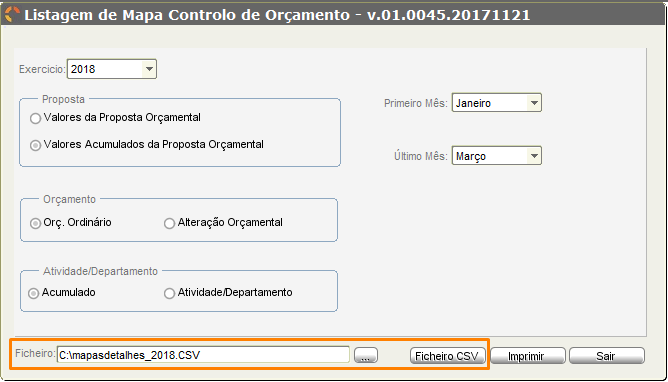 Listagem de Mapa Controlo de Orçamento - v.01.0045.20171121
Exercicio: 2018
Proposta
Valores da Proposta Orçamental
Valores Acumulados da Proposta Orçamental
Primeiro Mês: Janeiro
Último Mês: Março
Orçamento
Orç. Ordinário Alteração Orçamental
Atividade/Departamento
Acumulado Atividade/Departamento
Ficheiro: C:\mapasdetalhes_2018.CSV ... Ficheiro CSV Imprimir Sair